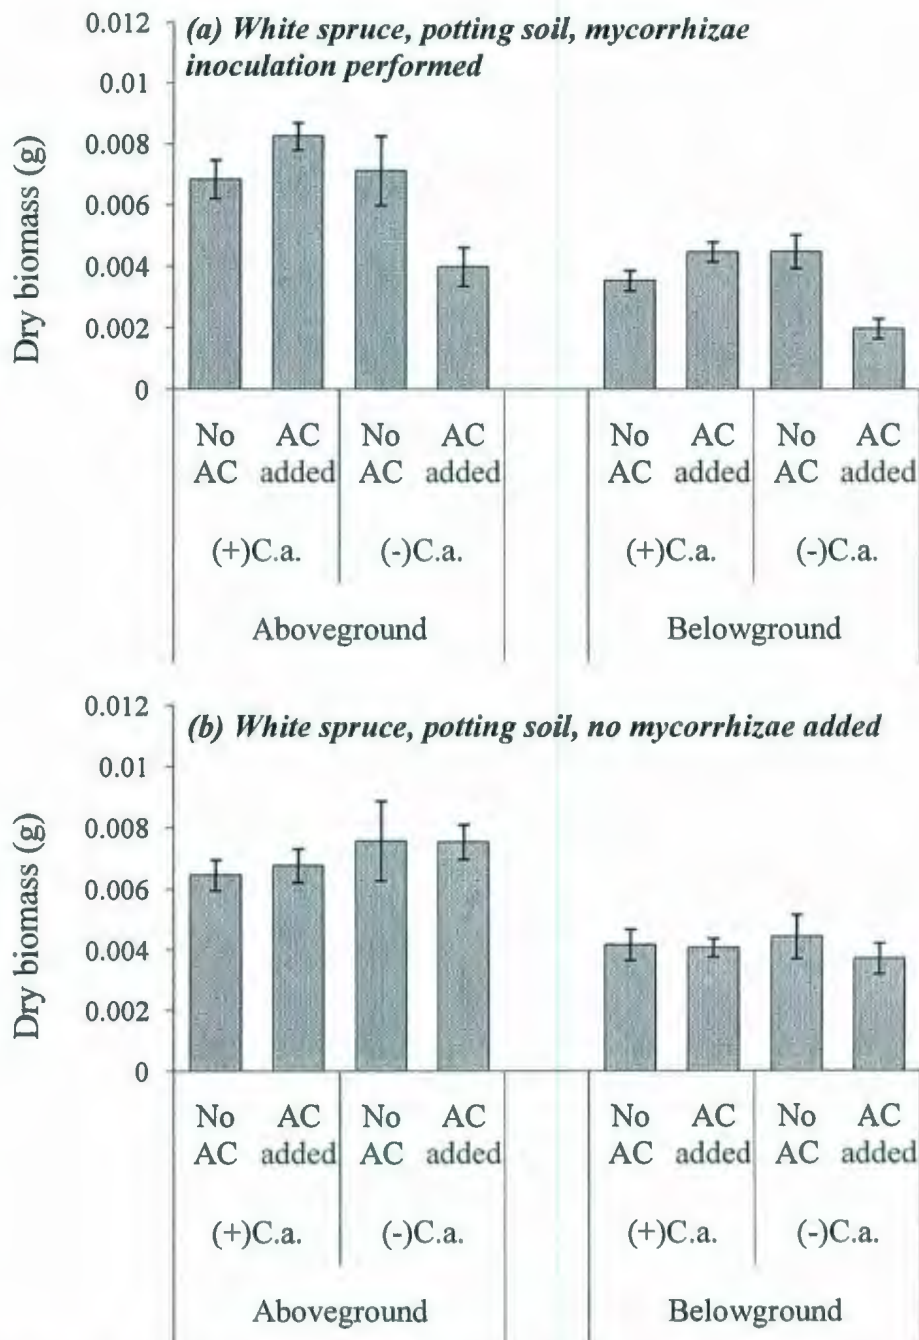 (a) White spruce, potting soil, mycorrhizae
inoculation performed
Dry biomass (g)
0.012
0.01
0.008
0.006
0.004
0.002
0
No AC No AC No AC No AC
AC added AC added AC added AC added
(+)C.a. (-)C.a. (+)C.a. (-)C.a.
Aboveground Belowground
(b) White spruce, potting soil, no mycorrhizae added
Dry biomass (g)
0.012
0.01
0.008
0.006
0.004
0.002
0
No AC No AC No AC No AC
AC added AC added AC added AC added
(+)C.a. (-)C.a. (+)C.a. (-)C.a.
Aboveground Belowground